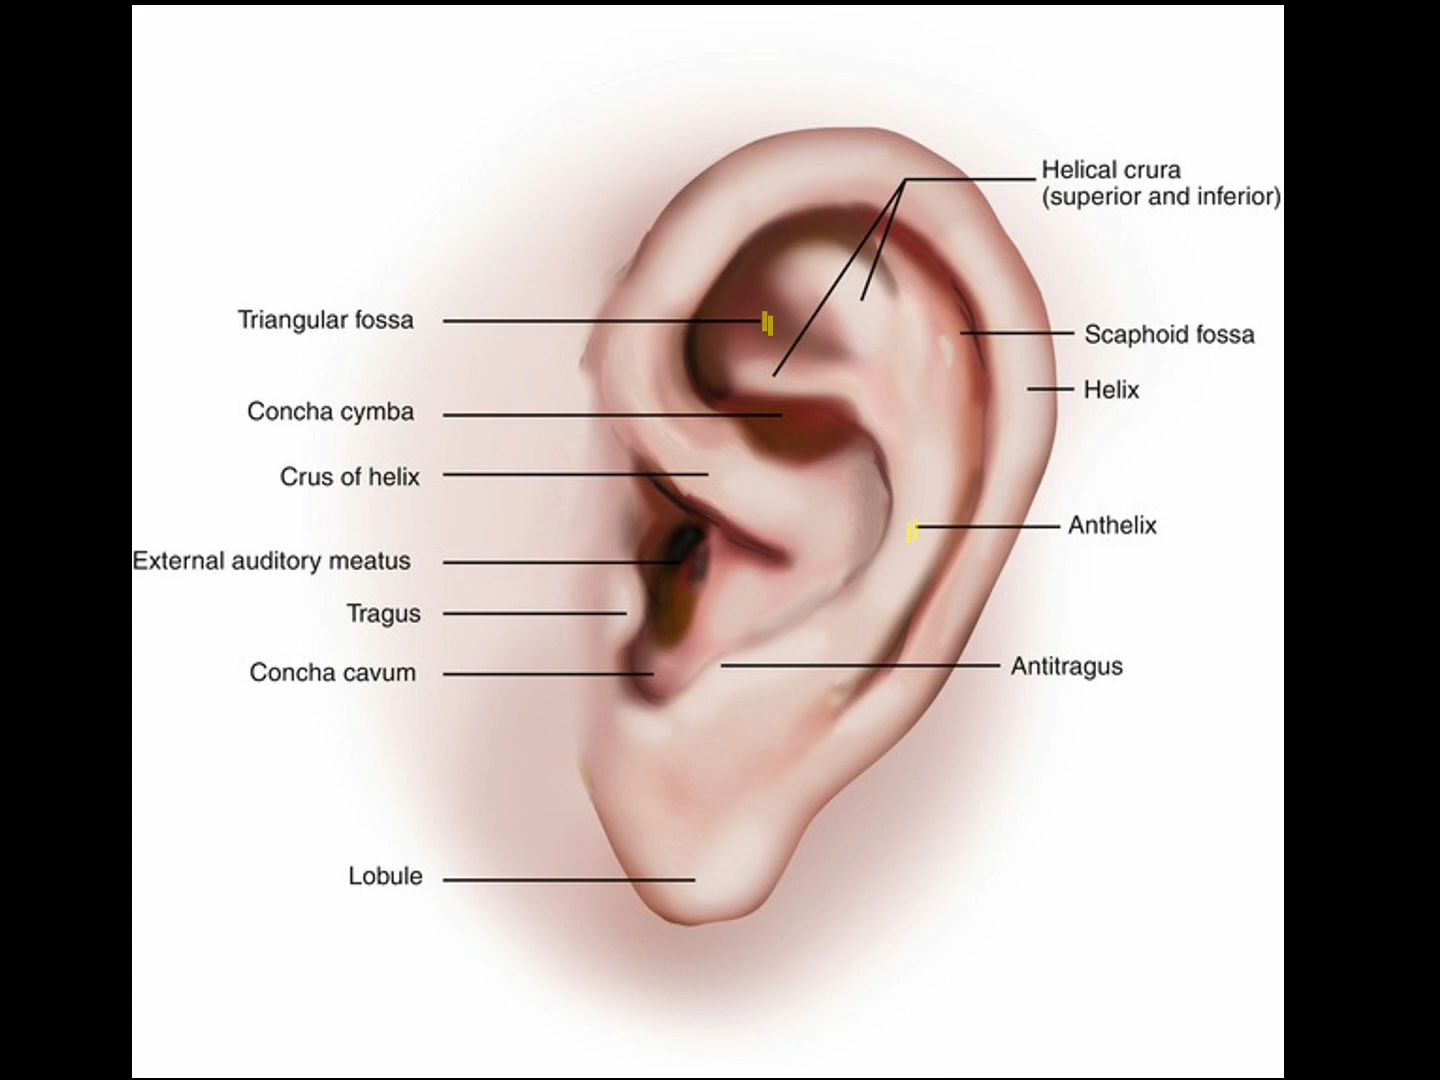 Helical crura
(superior and inferior)
Triangular fossa
Scaphoid fossa
Helix
Concha cymba
Crus of helix
Anthelix
External auditory meatus
Tragus
Antitragus
Concha cavum
Lobule